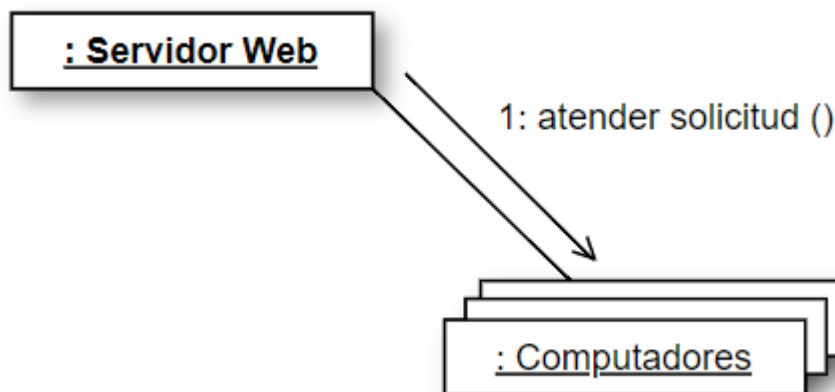 : Servidor Web
1: atender solicitud ()
: Computadores